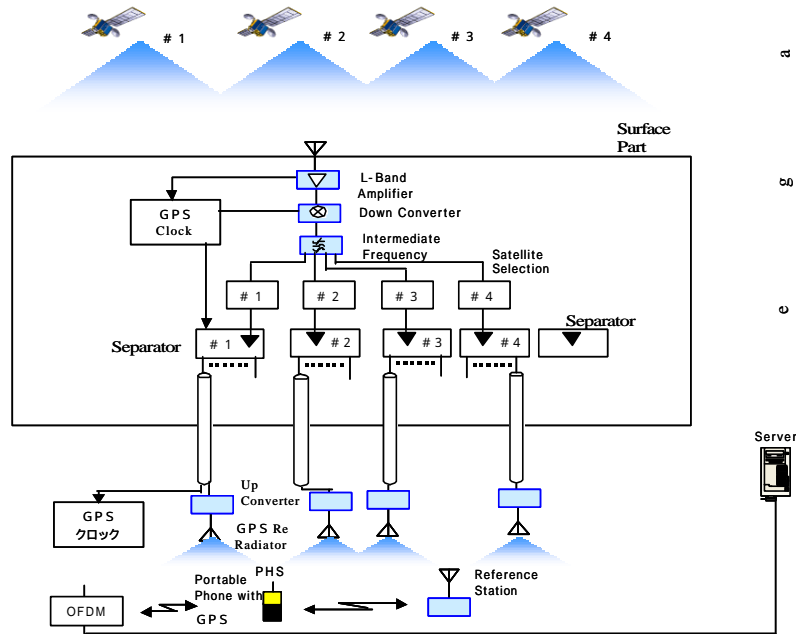 # 1
# 2
# 3
# 4
a
Surface
Part
g
L-Band
Amplifier
GPS
Clock
Down Converter
Intermediate
Frequency
Satellite
Selection
# 1
# 2
# 3
# 4
e
Separator
Separator
# 1
# 2
# 3
# 4
Server
Up
Converter
GPS
クロック
GPS Re
Radiator
Portable
Phone with
GPS
PHS
Reference
Station
OFDM